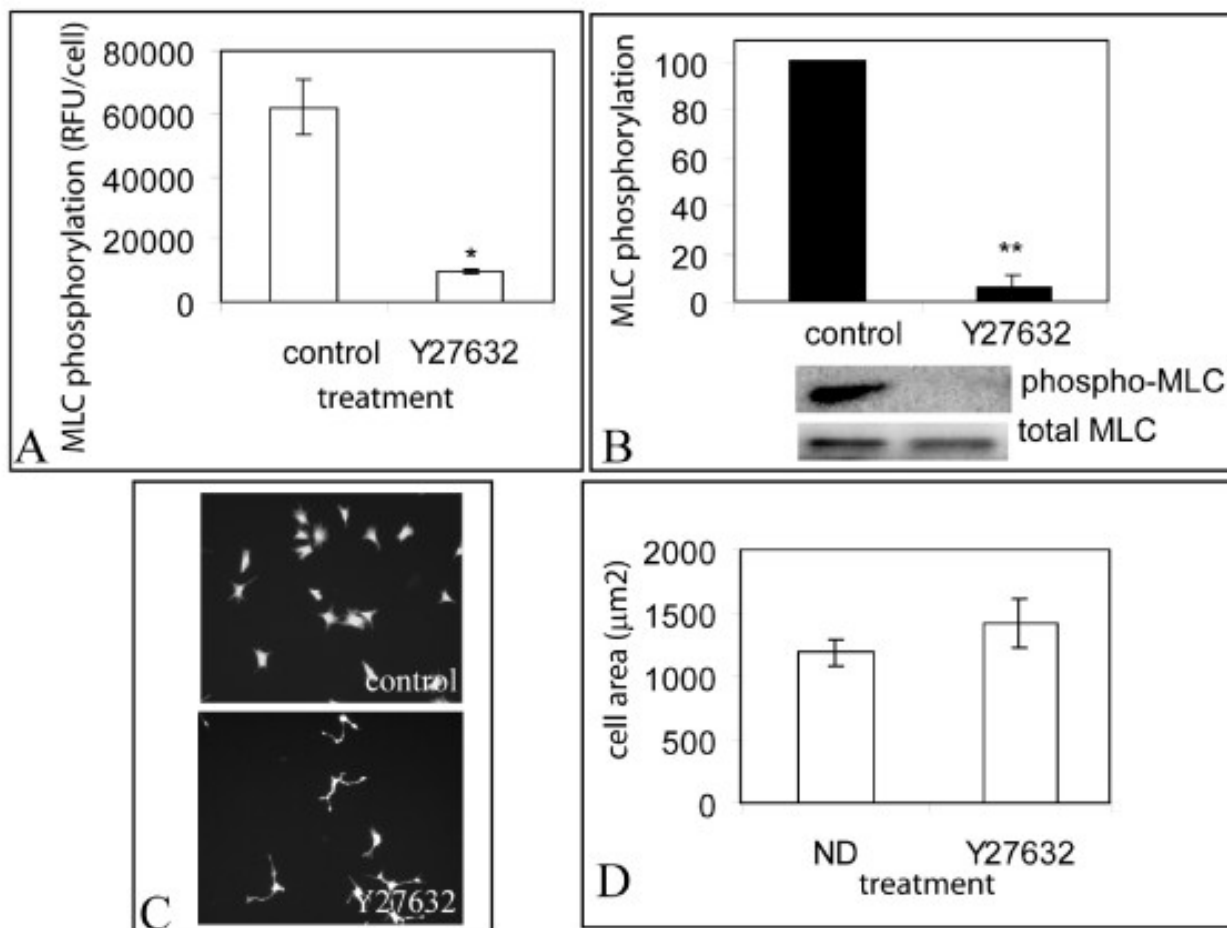 MLC phosphorylation (RFU/cell)
80000
60000
40000
20000
0
*
control Y27632
treatment
A
MLC phosphorylation
100
80
60
40
20
0
**
control Y27632
phospho-MLC
total MLC
B
control
Y27632
C
cell area (μm2)
2000
1500
1000
500
0
ND Y27632
treatment
D